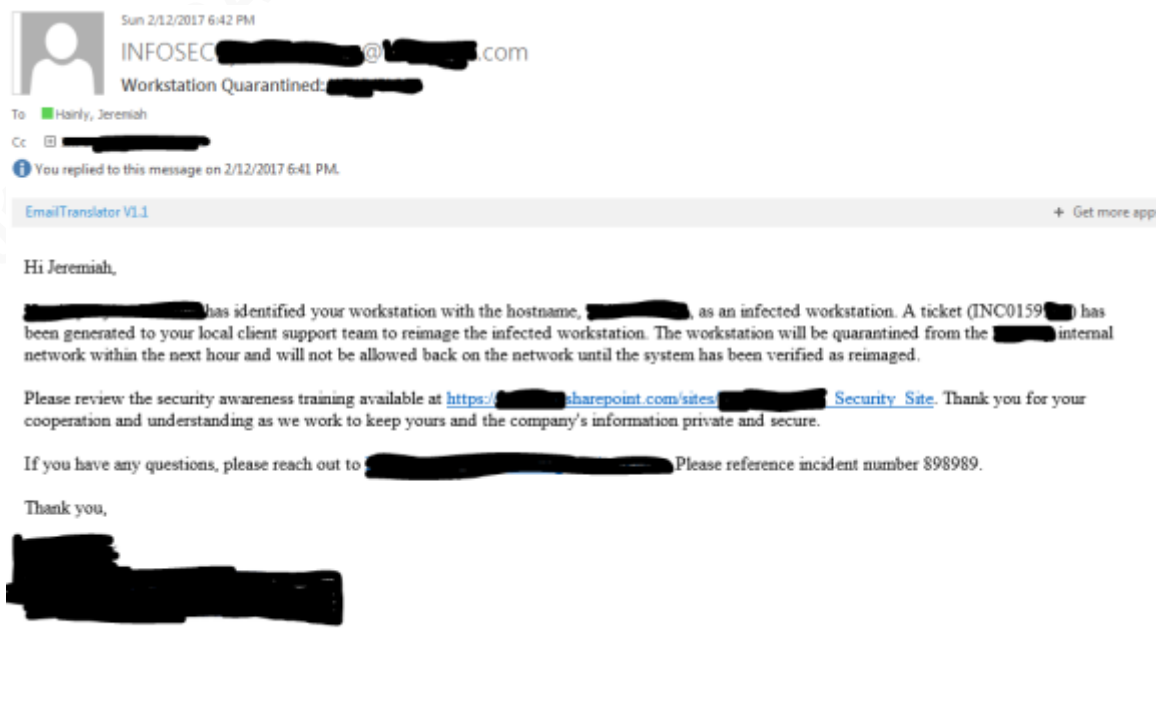 Sun 2/12/2017 6:42 PM
INFOSEC @ .com
Workstation Quarantined:
To Hainly, Jeremiah
Cc
You replied to this message on 2/12/2017 6:41 PM.
EmailTranslator V1.1 + Get more app
Hi Jeremiah,
has identified your workstation with the hostname, , as an infected workstation. A ticket (INC0159 ) has
been generated to your local client support team to reimage the infected workstation. The workstation will be quarantined from the internal
network within the next hour and will not be allowed back on the network until the system has been verified as reimaged.
Please review the security awareness training available at https:/ sharepoint.com/sites/ _Security_Site. Thank you for your
cooperation and understanding as we work to keep yours and the company's information private and secure.
If you have any questions, please reach out to Please reference incident number 898989.
Thank you,